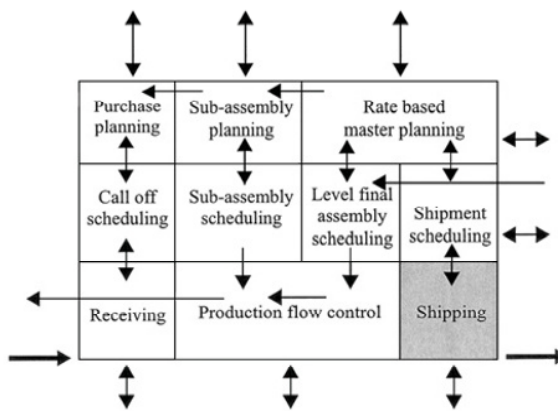 Purchase
planning
Sub-assembly
planning
Rate based
master planning
Call off
scheduling
Sub-assembly
scheduling
Level final
assembly
scheduling
Shipment
scheduling
Receiving
Production flow control
Shipping